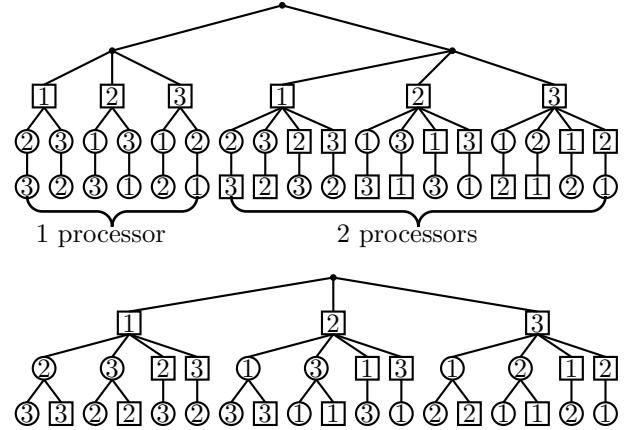 1 2 3 1 2 3
2 3 1 3 1 2 2 3 2 3 1 3 1 3 1 2 1 2
3 2 3 1 2 1 3 2 3 2 3 1 3 1 2 1 2 1
1 processor 2 processors
1 2 3
2 3 2 3 1 3 1 3 1 2 1 2
3 3 2 2 3 2 3 3 1 1 3 1 2 2 1 1 2 1